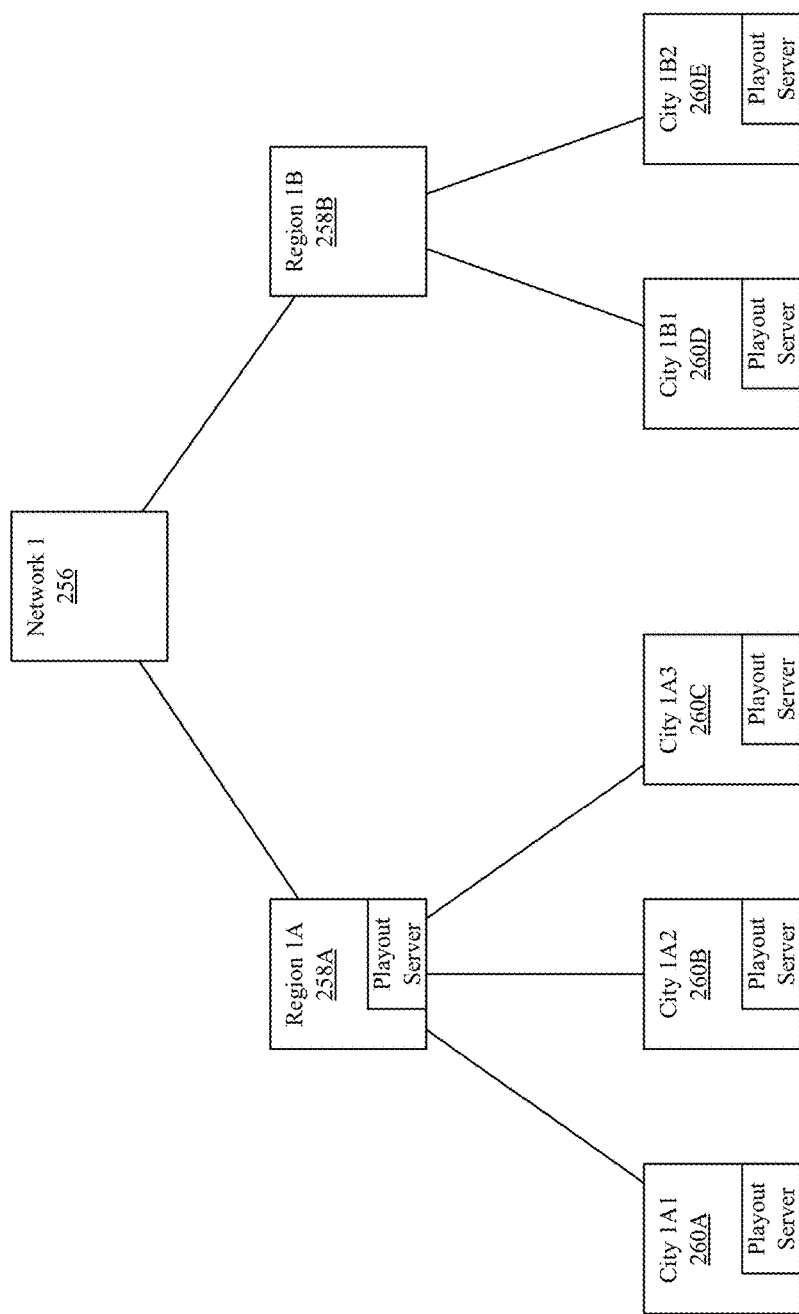 Network 1
256
Region 1A
258A
Playout
Server
Region 1B
258B
City 1A1
260A
Playout
Server
City 1A2
260B
Playout
Server
City 1A3
260C
Playout
Server
City 1B1
260D
Playout
Server
City 1B2
260E
Playout
Server